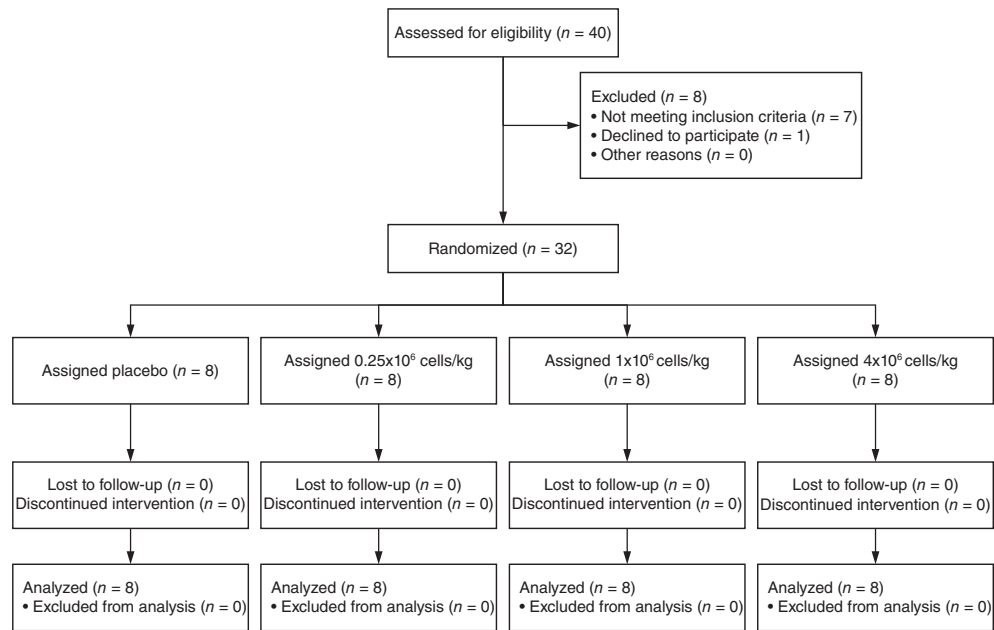 Assessed for eligibility (n = 40)
Excluded (n = 8)
• Not meeting inclusion criteria (n = 7)
• Declined to participate (n = 1)
• Other reasons (n = 0)
Randomized (n = 32)
Assigned placebo (n = 8)
Assigned 0.25x10⁶ cells/kg
(n = 8)
Assigned 1x10⁶ cells/kg
(n = 8)
Assigned 4x10⁶ cells/kg
(n = 8)
Lost to follow-up (n = 0)
Discontinued intervention (n = 0)
Lost to follow-up (n = 0)
Discontinued intervention (n = 0)
Lost to follow-up (n = 0)
Discontinued intervention (n = 0)
Lost to follow-up (n = 0)
Discontinued intervention (n = 0)
Analyzed (n = 8)
• Excluded from analysis (n = 0)
Analyzed (n = 8)
• Excluded from analysis (n = 0)
Analyzed (n = 8)
• Excluded from analysis (n = 0)
Analyzed (n = 8)
• Excluded from analysis (n = 0)